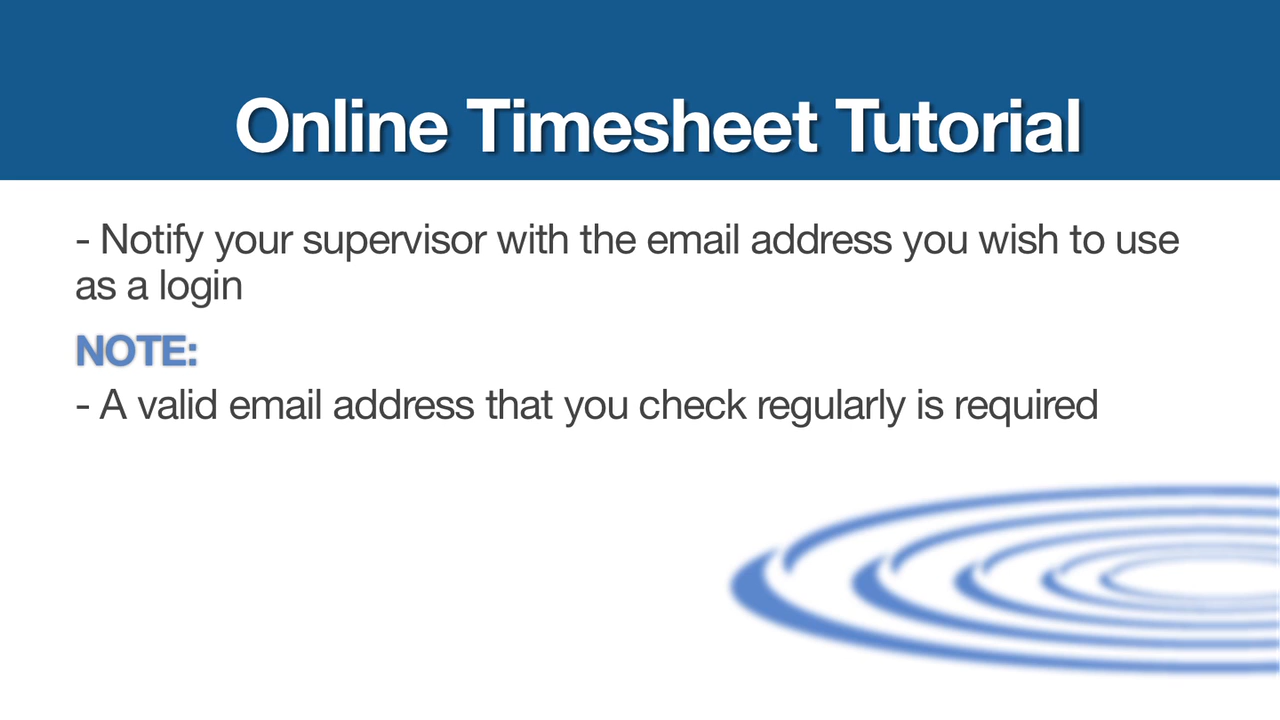 Online Timesheet Tutorial
- Notify your supervisor with the email address you wish to use
as a login
NOTE:
- A valid email address that you check regularly is required